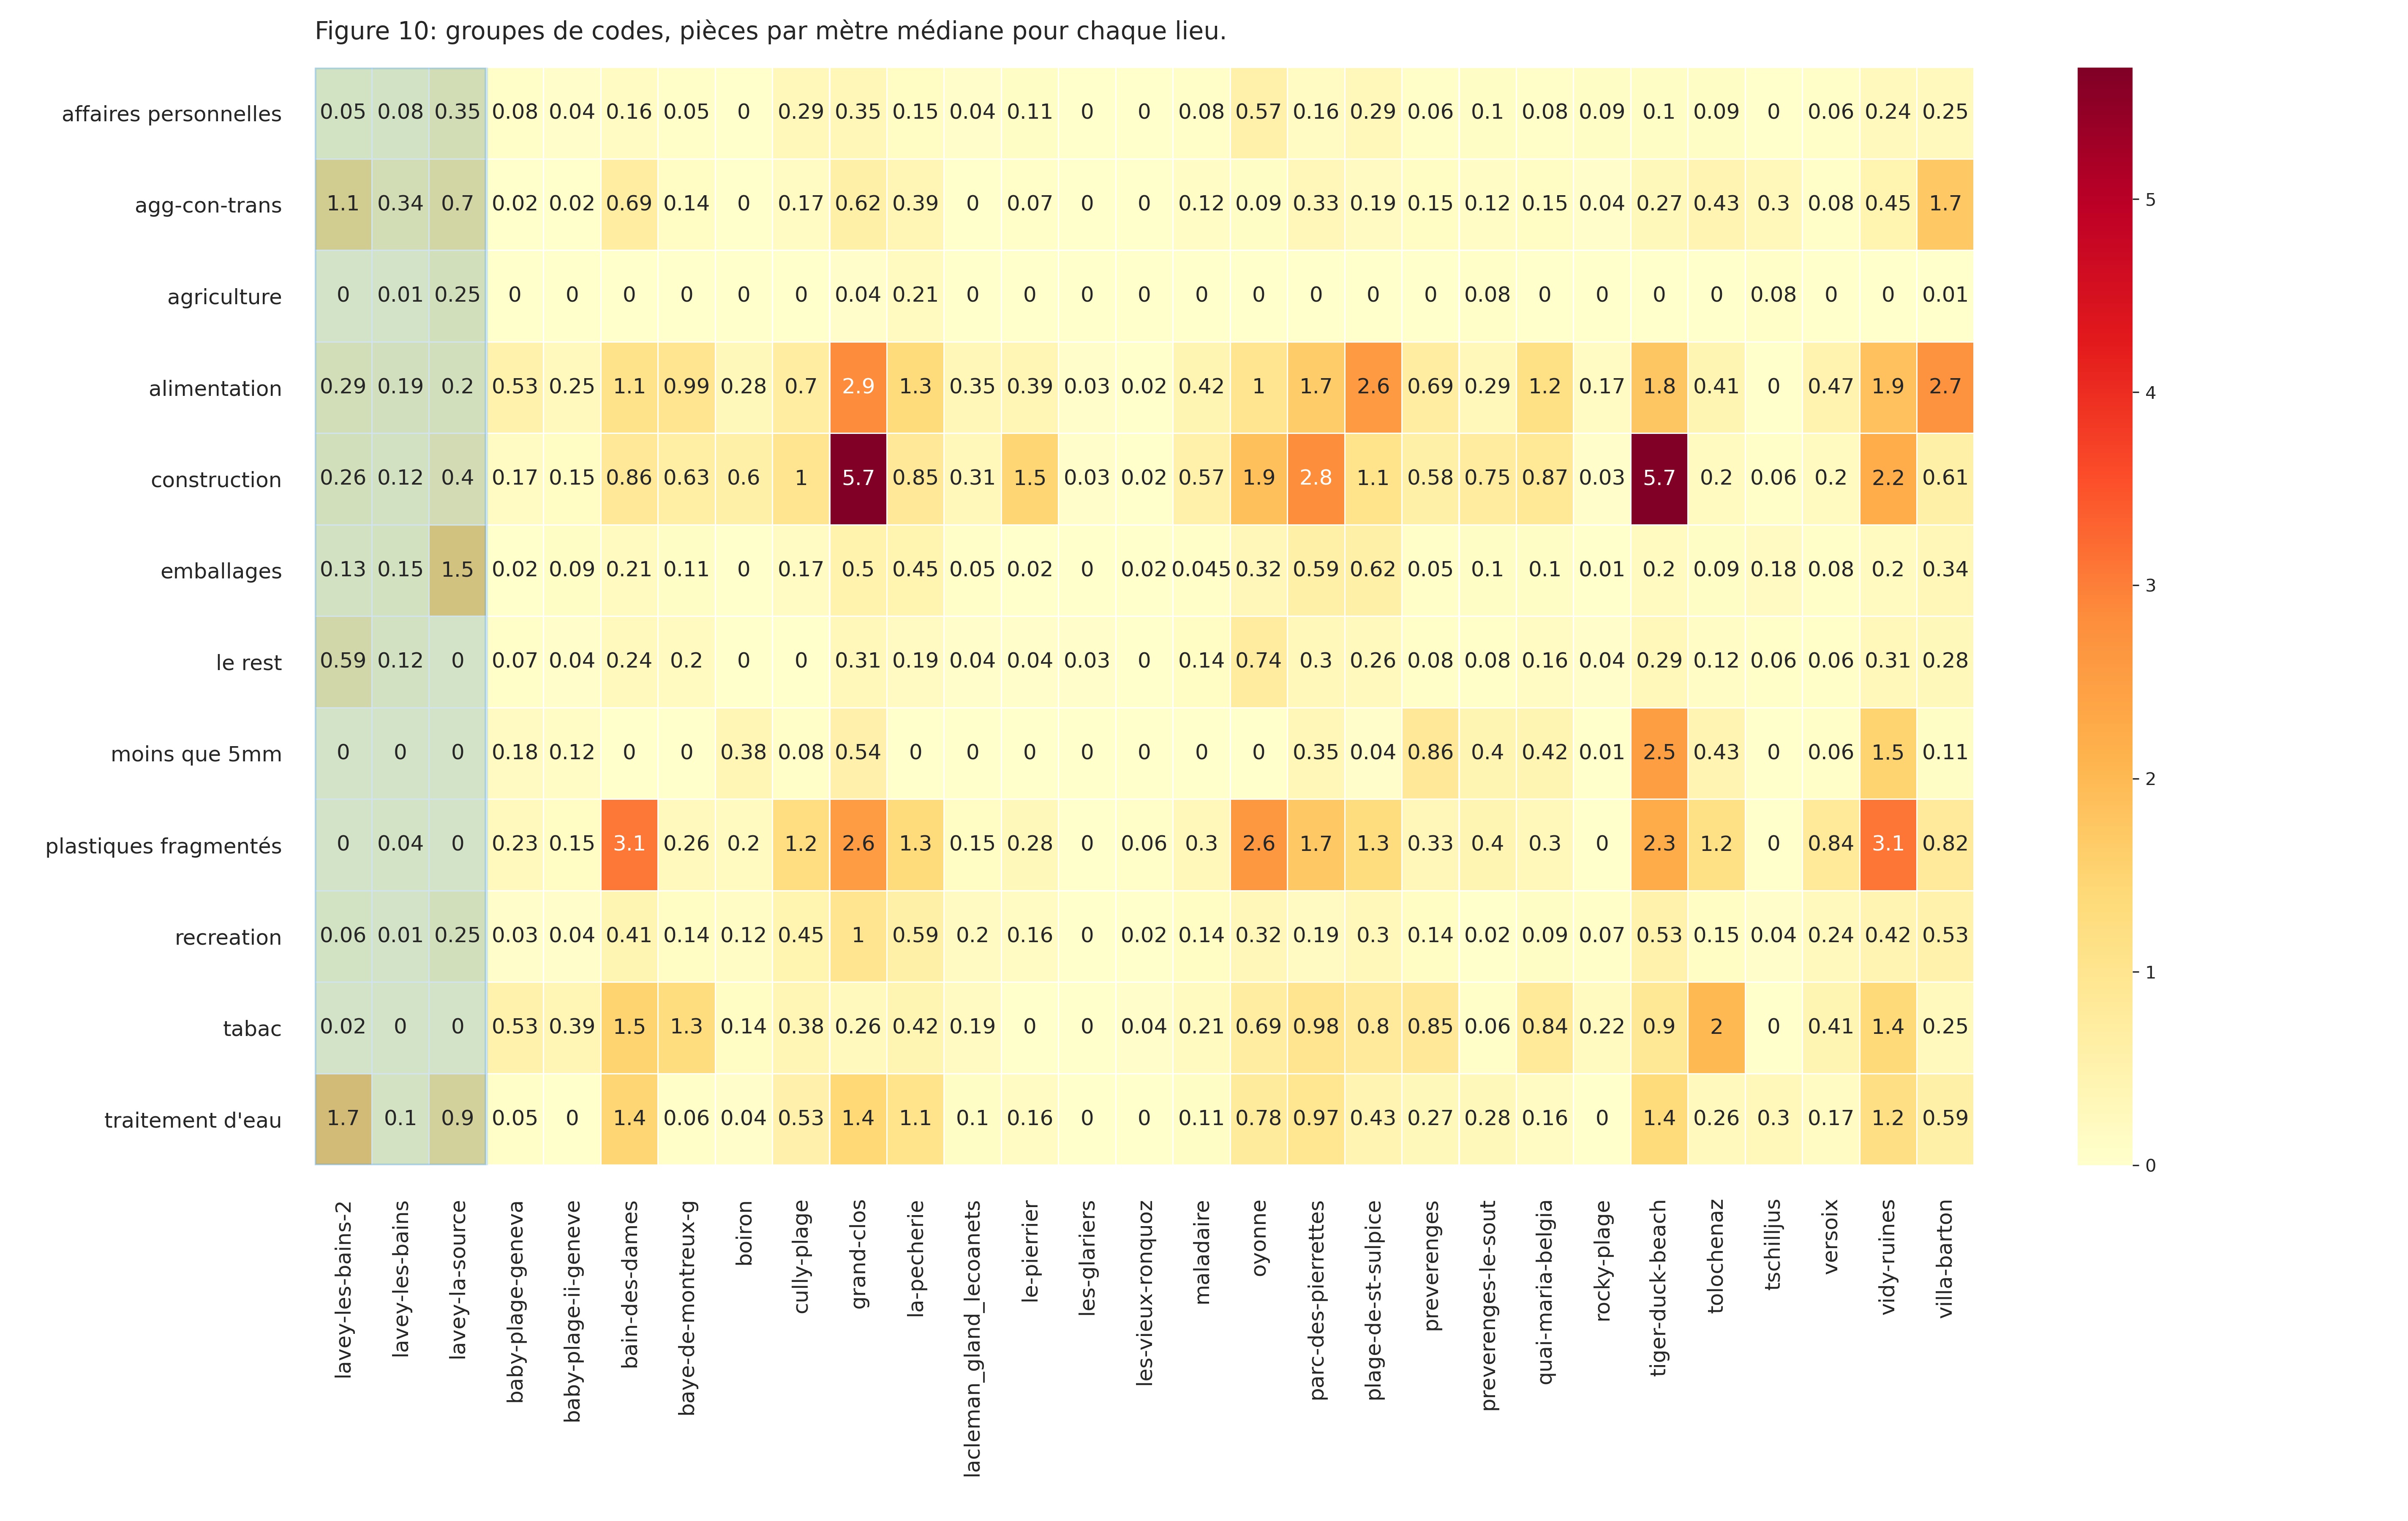 Figure 10: groupes de codes, pièces par mètre médiane pour chaque lieu.
affaires personnelles 0.05 0.08 0.35 0.08 0.04 0.16 0.05 0 0.29 0.35 0.15 0.04 0.11 0 0 0.08 0.57 0.16 0.29 0.06 0.1 0.08 0.09 0.1 0.09 0 0.06 0.24 0.25
agg-con-trans 1.1 0.34 0.7 0.02 0.02 0.69 0.14 0 0.17 0.62 0.39 0 0.07 0 0 0.12 0.09 0.33 0.19 0.15 0.12 0.15 0.04 0.27 0.43 0.3 0.08 0.45 1.7
agriculture 0 0.01 0.25 0 0 0 0 0 0 0.04 0.21 0 0 0 0 0 0 0 0 0 0.08 0 0 0 0 0.08 0 0 0.01
alimentation 0.29 0.19 0.2 0.53 0.25 1.1 0.99 0.28 0.7 2.9 1.3 0.35 0.39 0.03 0.02 0.42 1 1.7 2.6 0.69 0.29 1.2 0.17 1.8 0.41 0 0.47 1.9 2.7
construction 0.26 0.12 0.4 0.17 0.15 0.86 0.63 0.6 1 5.7 0.85 0.31 1.5 0.03 0.02 0.57 1.9 2.8 1.1 0.58 0.75 0.87 0.03 5.7 0.2 0.06 0.2 2.2 0.61
emballages 0.13 0.15 1.5 0.02 0.09 0.21 0.11 0 0.17 0.5 0.45 0.05 0.02 0 0.02 0.045 0.32 0.59 0.62 0.05 0.1 0.1 0.01 0.2 0.09 0.18 0.08 0.2 0.34
le rest 0.59 0.12 0 0.07 0.04 0.24 0.2 0 0 0.31 0.19 0.04 0.04 0.03 0 0.14 0.74 0.3 0.26 0.08 0.08 0.16 0.04 0.29 0.12 0.06 0.06 0.31 0.28
moins que 5mm 0 0 0 0.18 0.12 0 0 0.38 0.08 0.54 0 0 0 0 0 0 0 0.35 0.04 0.86 0.4 0.42 0.01 2.5 0.43 0 0.06 1.5 0.11
plastiques fragmentés 0 0.04 0 0.23 0.15 3.1 0.26 0.2 1.2 2.6 1.3 0.15 0.28 0 0.06 0.3 2.6 1.7 1.3 0.33 0.4 0.3 0 2.3 1.2 0 0.84 3.1 0.82
recreation 0.06 0.01 0.25 0.03 0.04 0.41 0.14 0.12 0.45 1 0.59 0.2 0.16 0 0.02 0.14 0.32 0.19 0.3 0.14 0.02 0.09 0.07 0.53 0.15 0.04 0.24 0.42 0.53
tabac 0.02 0 0 0.53 0.39 1.5 1.3 0.14 0.38 0.26 0.42 0.19 0 0 0.04 0.21 0.69 0.98 0.8 0.85 0.06 0.84 0.22 0.9 2 0 0.41 1.4 0.25
traitement d'eau 1.7 0.1 0.9 0.05 0 1.4 0.06 0.04 0.53 1.4 1.1 0.1 0.16 0 0 0.11 0.78 0.97 0.43 0.27 0.28 0.16 0 1.4 0.26 0.3 0.17 1.2 0.59
lavey-les-bains-2
lavey-les-bains
lavey-la-source
baby-plage-geneva
baby-plage-ii-geneve
bain-des-dames
baye-de-montreux-g
boiron
cully-plage
grand-clos
la-pecherie
lacleman_gland_lecoanets
le-pierrier
les-glariers
les-vieux-ronquoz
maladaire
oyonne
parc-des-pierrettes
plage-de-st-sulpice
preverenges
preverenges-le-sout
quai-maria-belgia
rocky-plage
tiger-duck-beach
tolochenaz
tschilljus
versoix
vidy-ruines
villa-barton
5
4
3
2
1
0